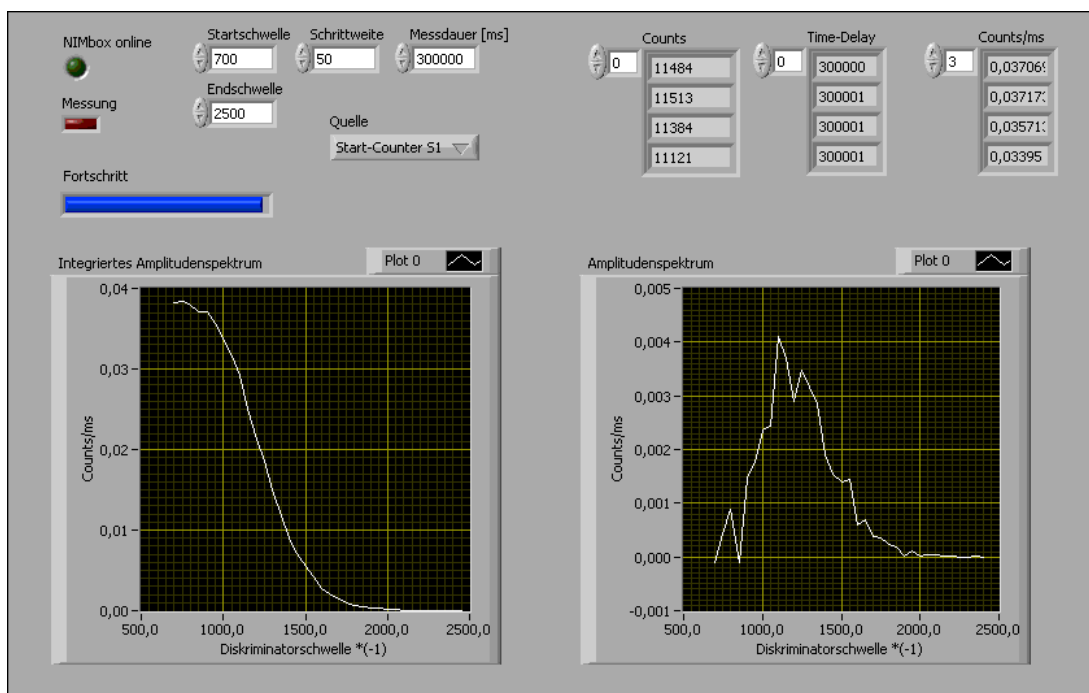 NIMbox online
Startschwelle
700
Schrittweite
50
Messdauer [ms]
300000
Messung
Endschwelle
2500
Quelle
Start-Counter S1
Fortschritt
Counts
0
11484
11513
11384
11121
Time-Delay
0
300000
300001
300001
300001
Counts/ms
3
0,03706
0,03717
0,03571
0,03395
Integriertes Amplitudenspektrum
Plot 0
0,04
0,03
0,02
0,01
0,00
Counts/ms
500,0 1000,0 1500,0 2000,0 2500,0
Diskriminatorschwelle *(-1)
Amplitudenspektrum
Plot 0
0,005
0,004
0,003
0,002
0,001
0,000
-0,001
Counts/ms
500,0 1000,0 1500,0 2000,0 2500,0
Diskriminatorschwelle *(-1)